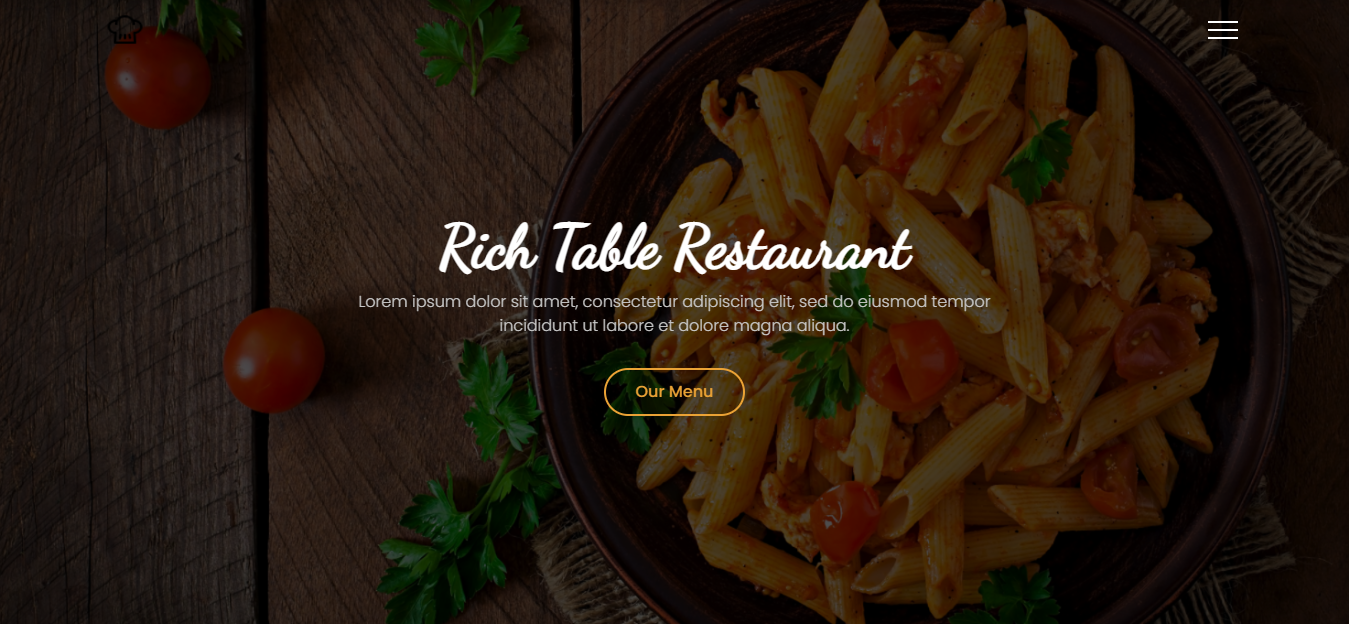 Rich Table Restaurant
Lorem ipsum dolor sit amet, consectetur adipiscing elit, sed do eiusmod tempor
incididunt ut labore et dolore magna aliqua.
Our Menu